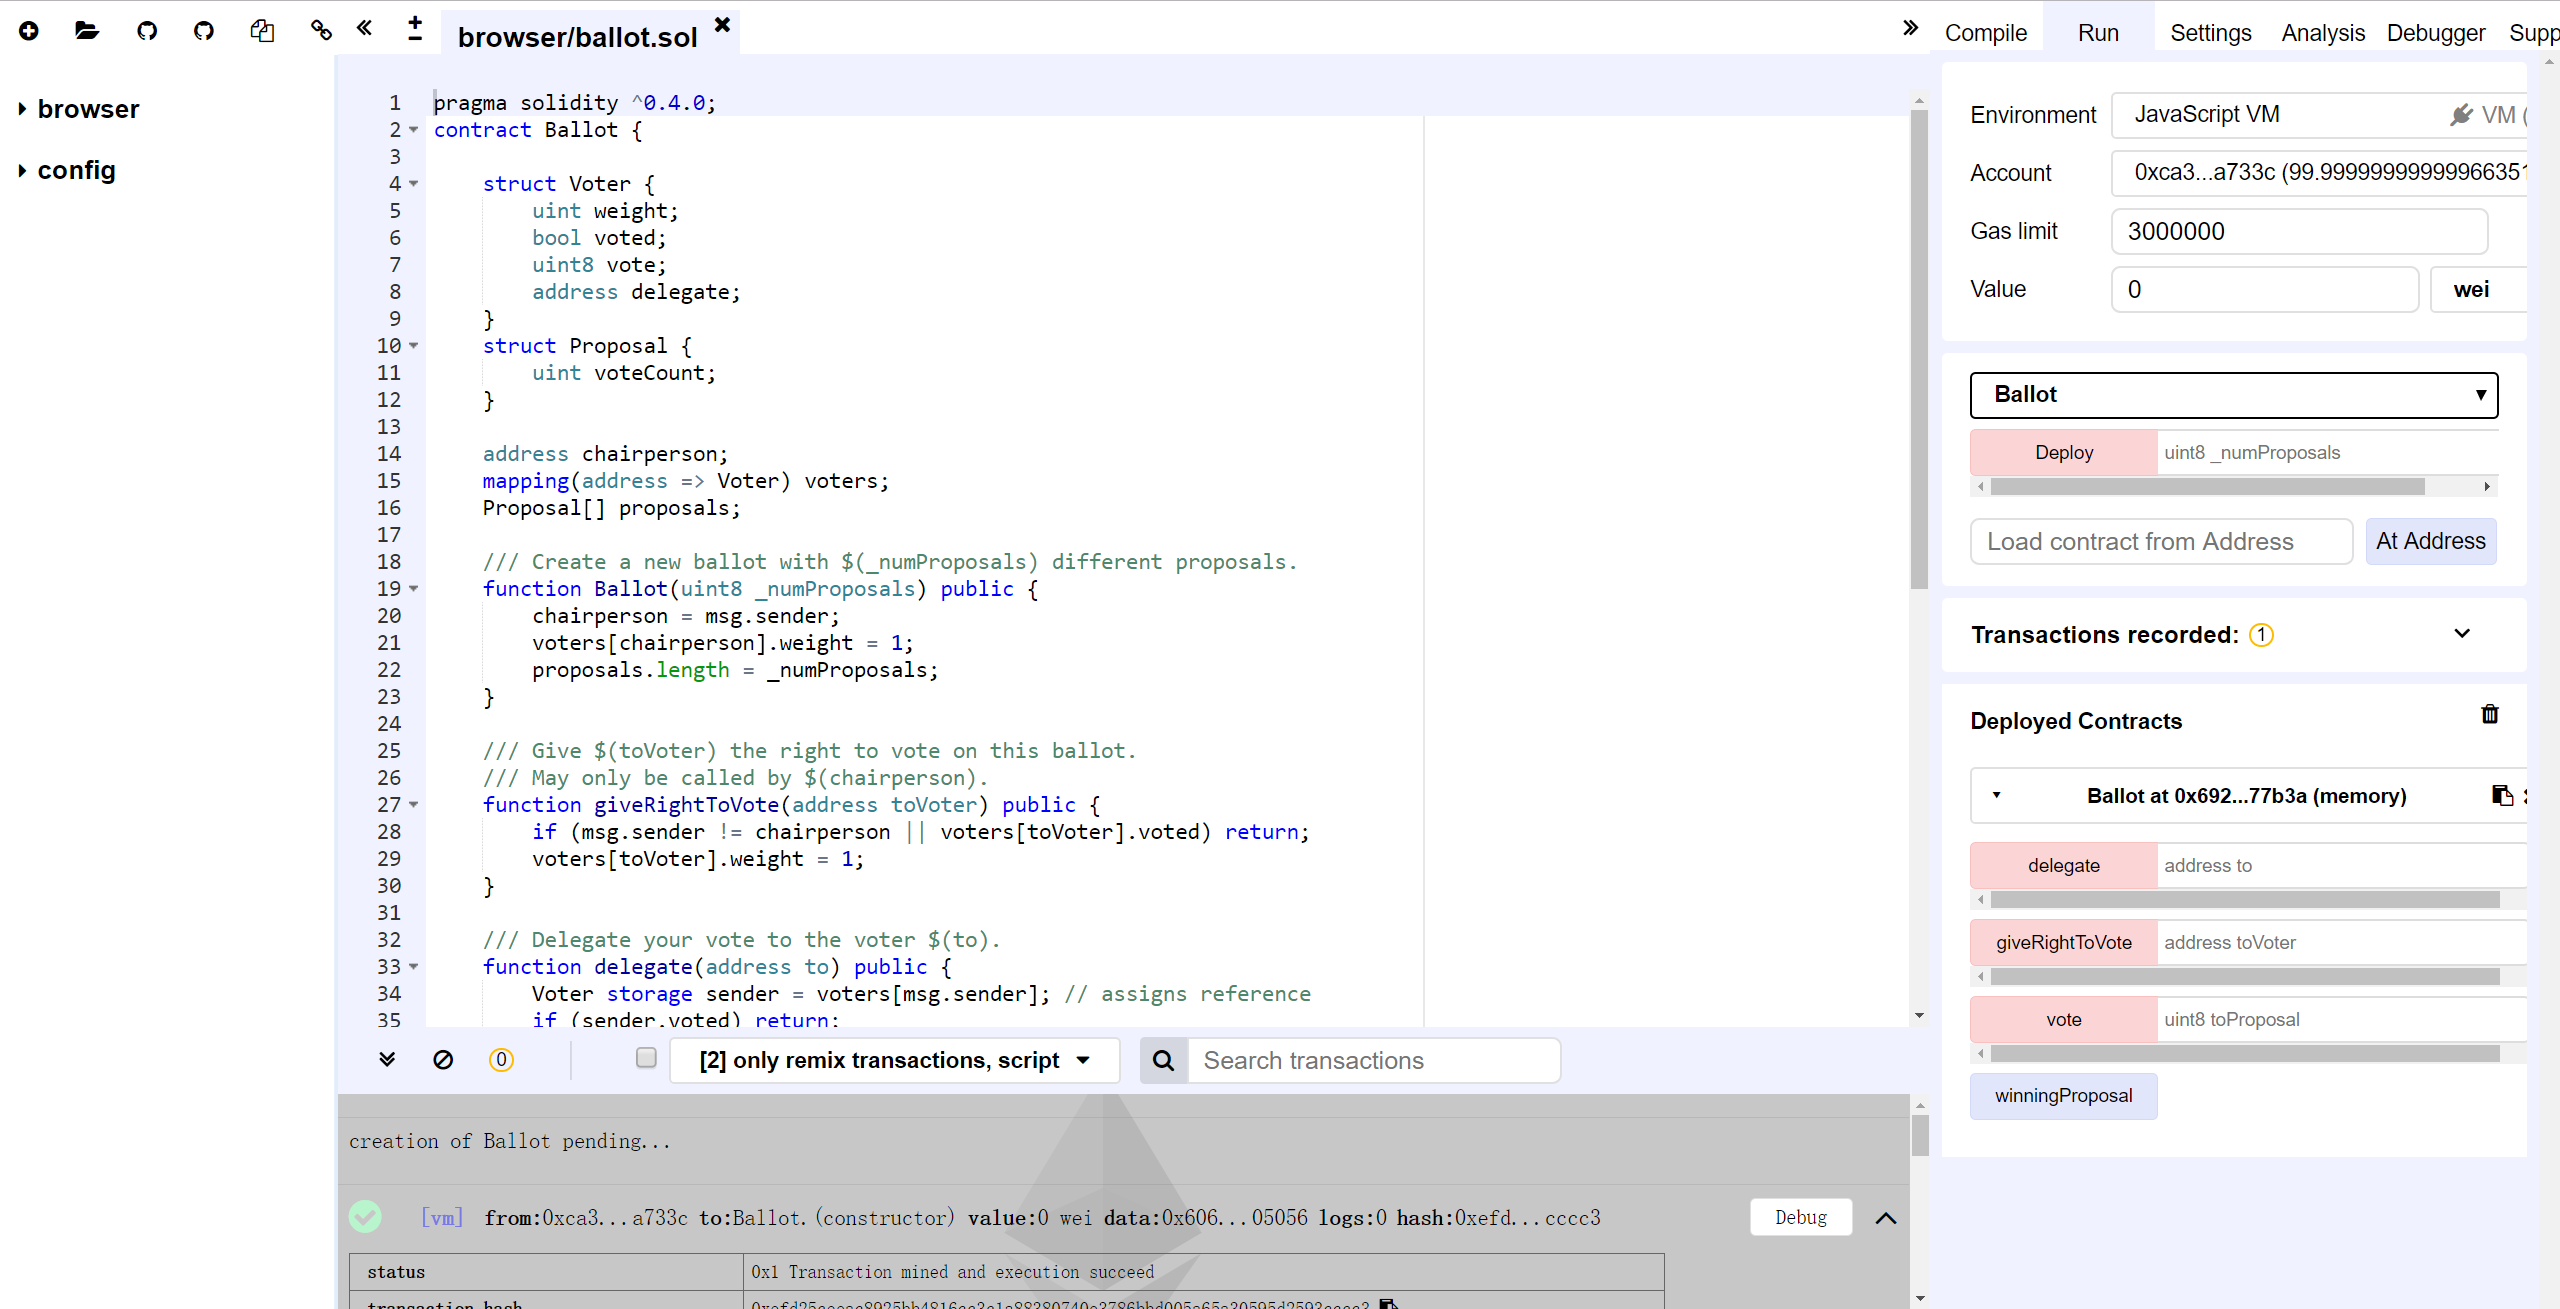 browser/ballot.sol
Compile Run Settings Analysis Debugger Supp
browser
config
1 pragma solidity ^0.4.0;
2 contract Ballot {
3
4 struct Voter {
5 uint weight;
6 bool voted;
7 uint8 vote;
8 address delegate;
9 }
10 struct Proposal {
11 uint voteCount;
12 }
13
14 address chairperson;
15 mapping(address => Voter) voters;
16 Proposal[] proposals;
17
18 /// Create a new ballot with $(_numProposals) different proposals.
19 function Ballot(uint8 _numProposals) public {
20 chairperson = msg.sender;
21 voters[chairperson].weight = 1;
22 proposals.length = _numProposals;
23 }
24
25 /// Give $(toVoter) the right to vote on this ballot.
26 /// May only be called by $(chairperson).
27 function giveRightToVote(address toVoter) public {
28 if (msg.sender != chairperson || voters[toVoter].voted) return;
29 voters[toVoter].weight = 1;
30 }
31
32 /// Delegate your vote to the voter $(to).
33 function delegate(address to) public {
34 Voter storage sender = voters[msg.sender]; // assigns reference
35 if (sender.voted) return;
0
[2] only remix transactions, script
Search transactions
creation of Ballot pending...
[vm] from:0xca3...a733c to:Ballot.(constructor) value:0 wei data:0x606...05056 logs:0 hash:0xefd...cccc3
Debug
status 0x1 Transaction mined and execution succeed
transaction hash
Environment JavaScript VM VM (
Account 0xca3...a733c (99.99999999999966351
Gas limit 3000000
Value 0 wei
Ballot
Deploy uint8 _numProposals
Load contract from Address At Address
Transactions recorded: 1
Deployed Contracts
Ballot at 0x692...77b3a (memory)
delegate address to
giveRightToVote address toVoter
vote uint8 toProposal
winningProposal